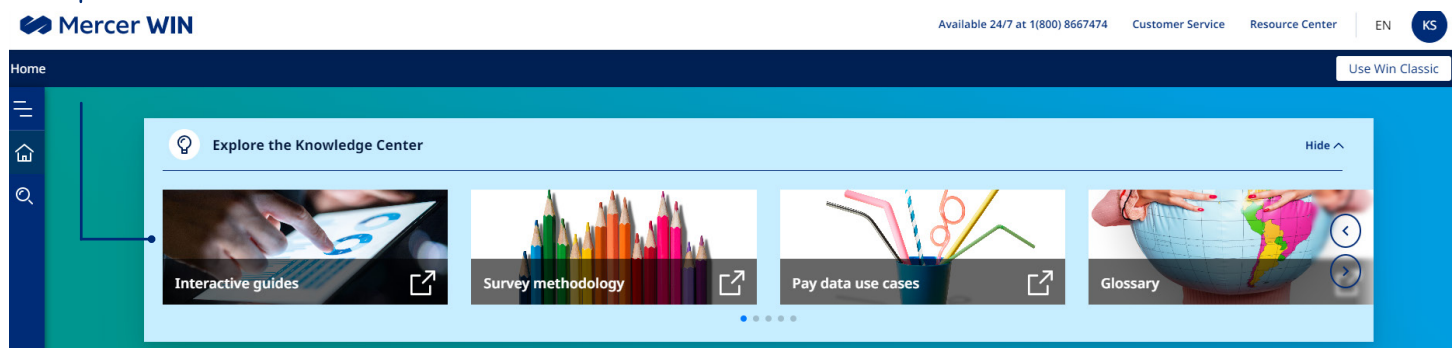 Mercer WIN
Available 24/7 at 1(800) 8667474 Customer Service Resource Center EN KS
Home Use Win Classic
Explore the Knowledge Center Hide
Interactive guides Survey methodology Pay data use cases Glossary